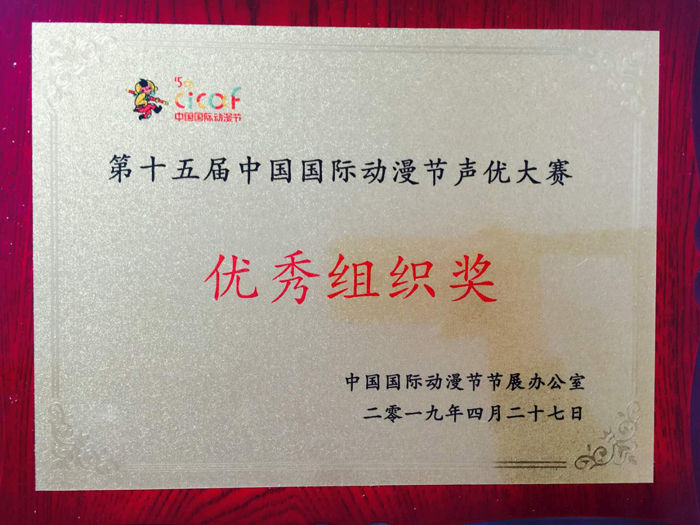 15th
cicaf
中国国际动漫节
第十五届中国国际动漫节声优大赛
优秀组织奖
中国国际动漫节节展办公室
二零一九年四月二十七日